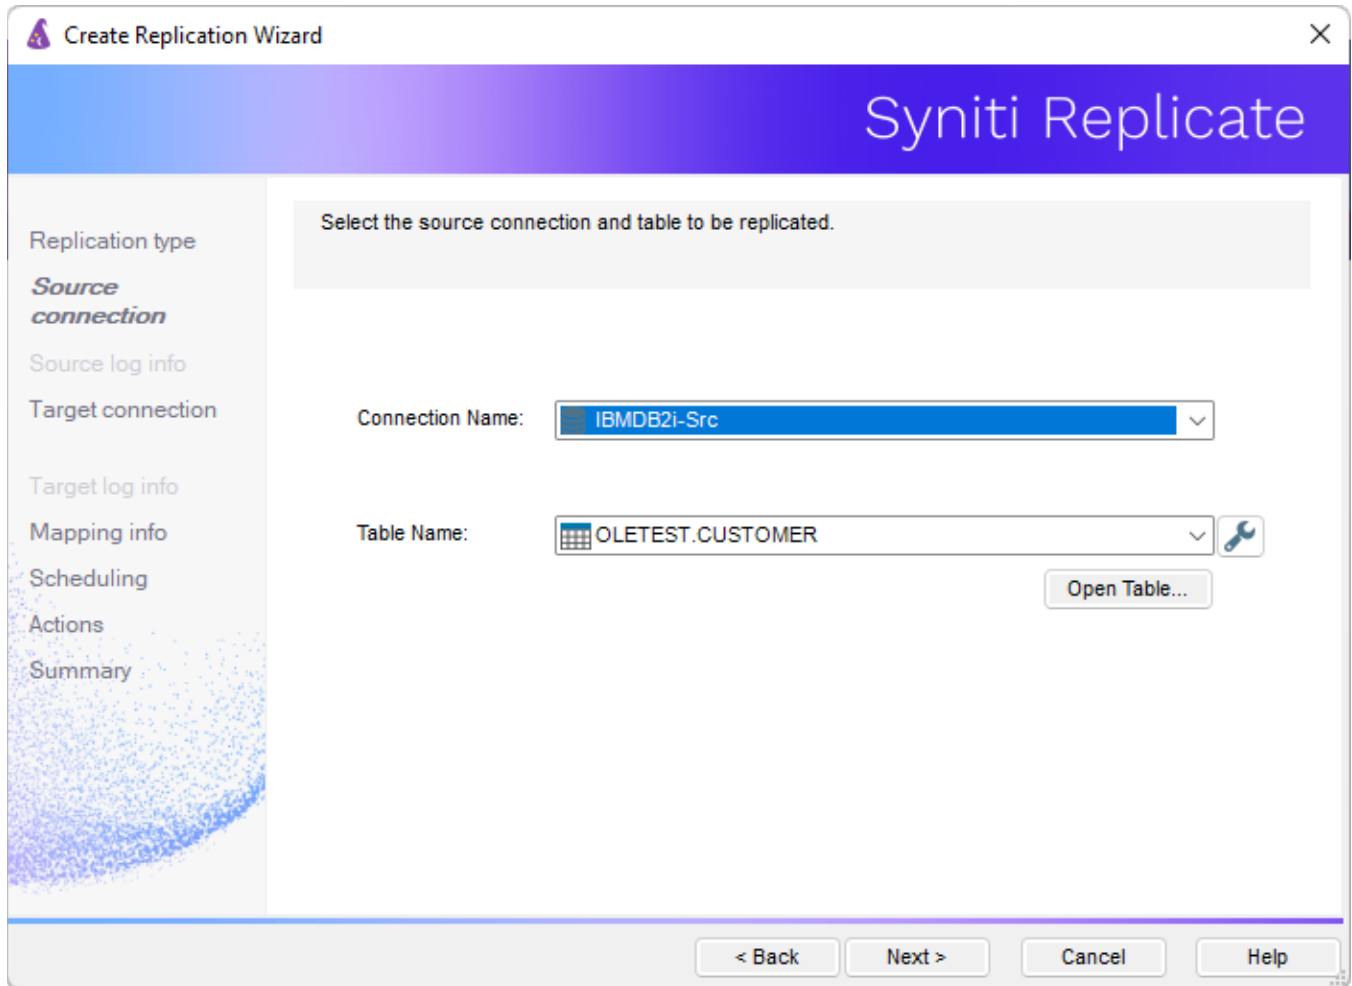 Create Replication Wizard
Syniti Replicate
Replication type
Source
connection
Source log info
Target connection
Target log info
Mapping info
Scheduling
Actions
Summary
Select the source connection and table to be replicated.
Connection Name:
IBMDB2i-Src
Table Name:
OLETEST.CUSTOMER
Open Table...
< Back
Next >
Cancel
Help